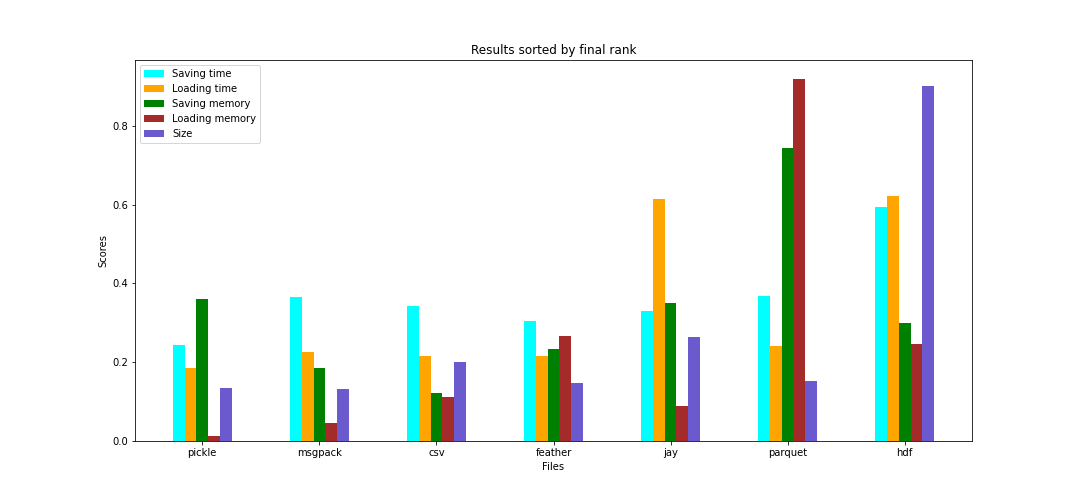 Results sorted by final rank
Saving time
Loading time
Saving memory
Loading memory
Size
Scores
0.8
0.6
0.4
0.2
0.0
pickle msgpack csv feather jay parquet hdf
Files